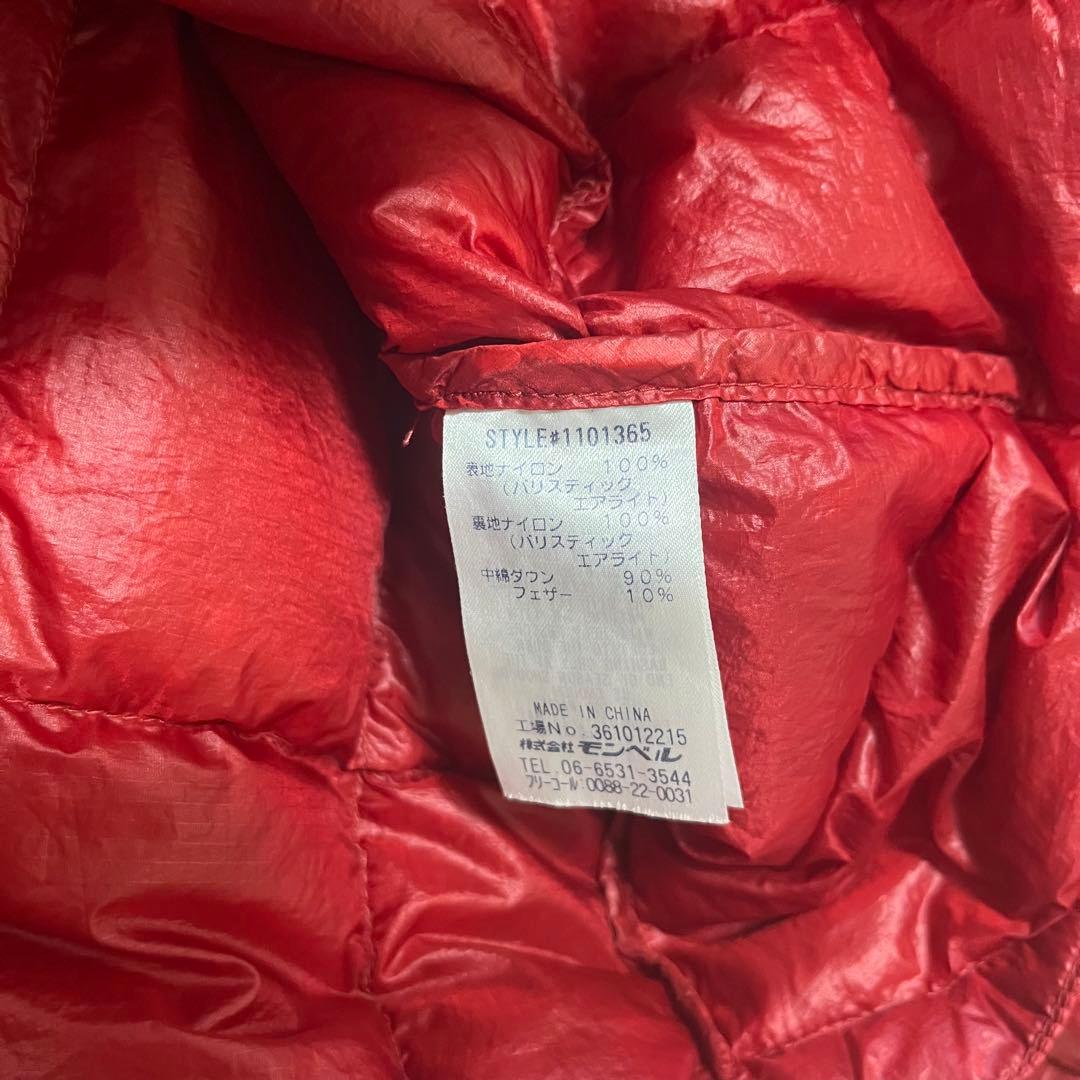 STYLE#1101365
表地ナイロン 100%
(バリスティック
エアライト)
裏地ナイロン 100%
(バリスティック
エアライト)
中綿ダウン 90%
フェザー 10%
END OF SEASON
MADE IN CHINA
工場No.361012215
株式会社モンベル
TEL.06-6531-3544
フリーコール:0088-22-0031